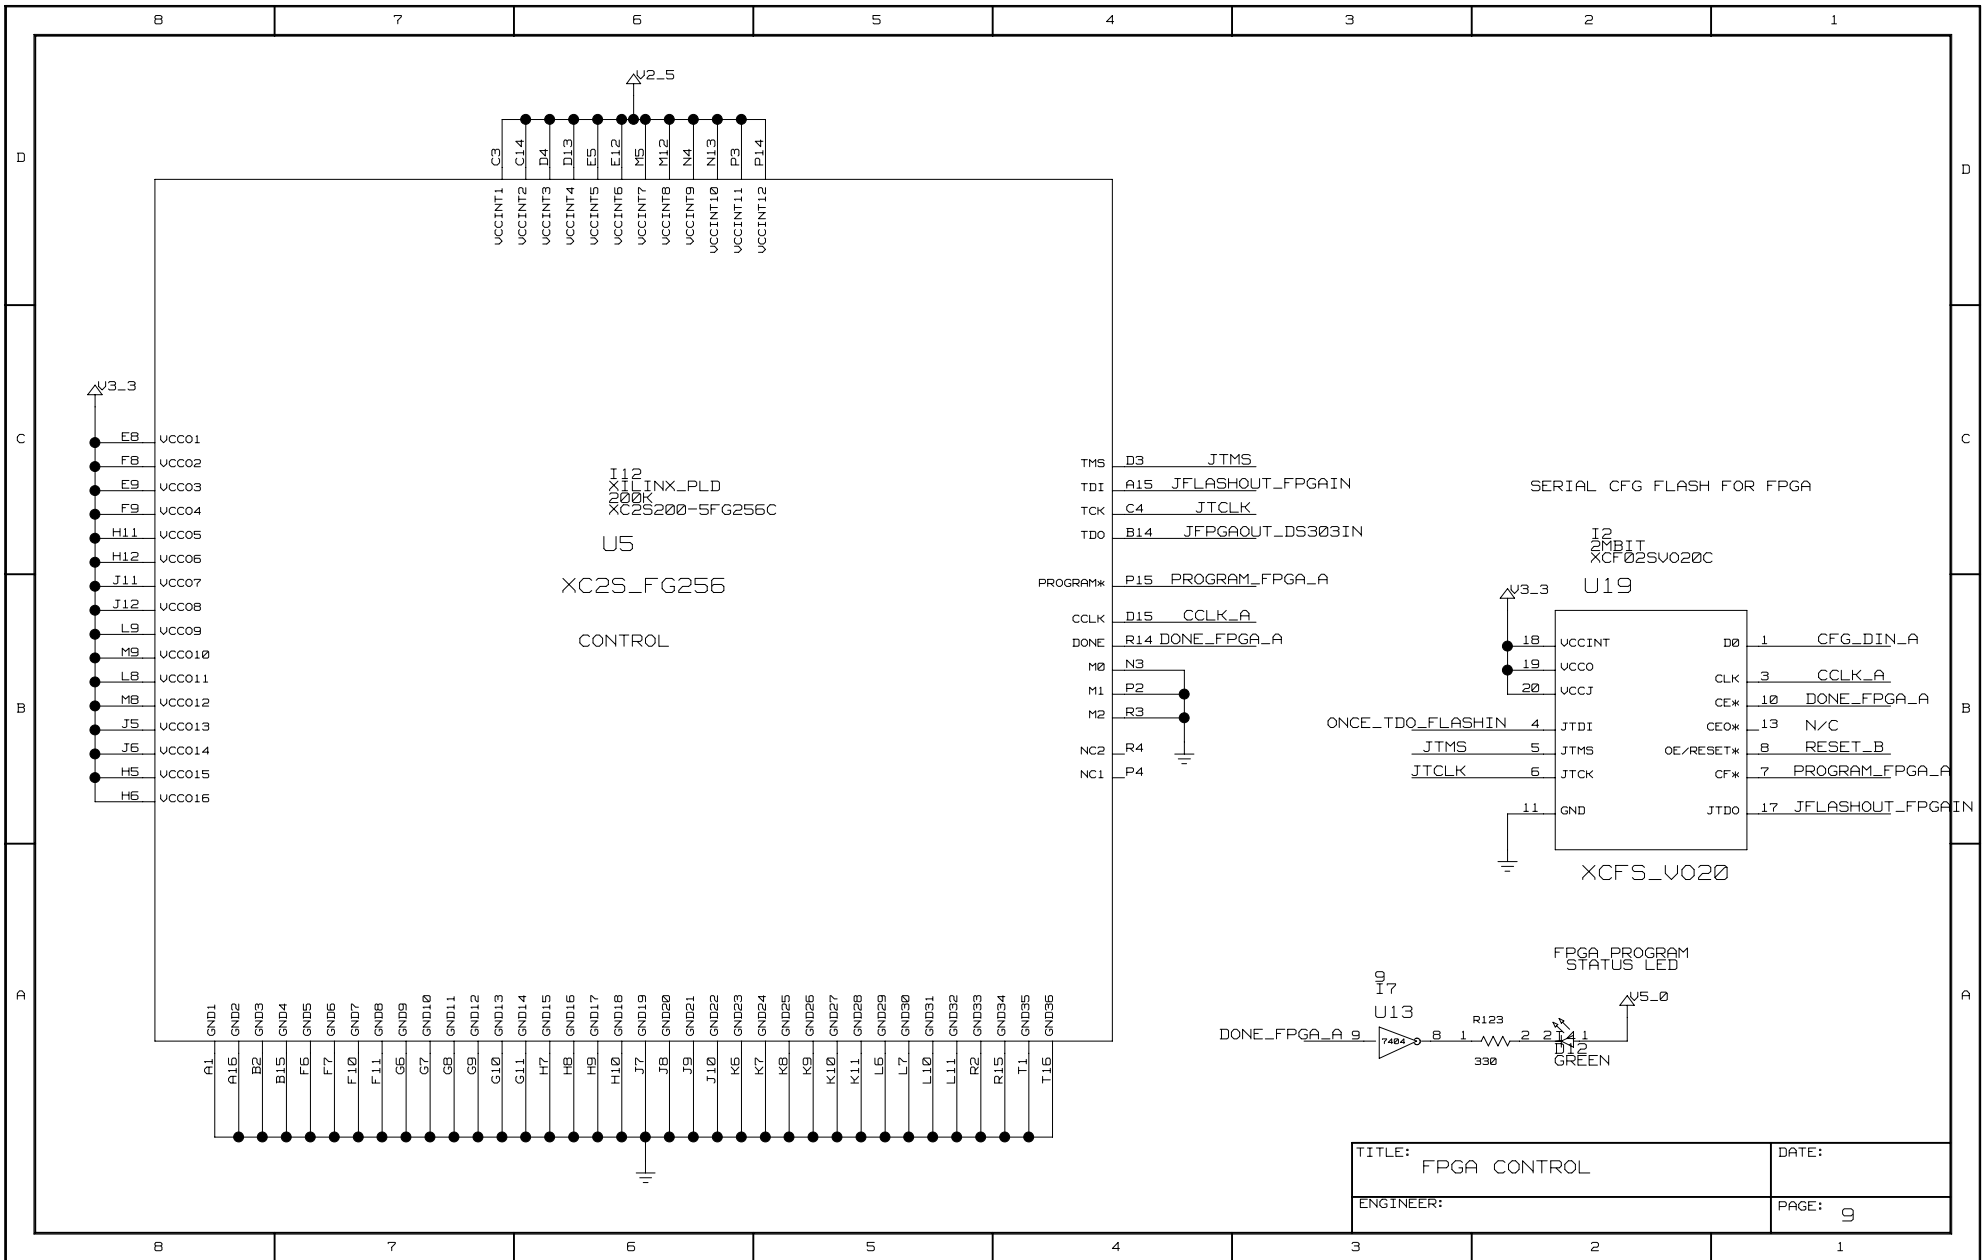 8 7 6 5 4 3 2 1
V2_5
C3 C14 D4 D13 E5 E12 M5 M12 N4 N13 P3 P14
D D
VCCINT1 VCCINT2 VCCINT3 VCCINT4 VCCINT5 VCCINT6 VCCINT7 VCCINT8 VCCINT9 VCCINT10 VCCINT11 VCCINT12
V3_3
C C
E8 VCCO1
F8 VCCO2
E9 VCCO3
F9 VCCO4
H11 VCCO5
H12 VCCO6
J11 VCCO7
J12 VCCO8
L9 VCCO9
M9 VCCO10
L8 VCCO11
M8 VCCO12
J5 VCCO13
J6 VCCO14
H5 VCCO15
H6 VCCO16
I12
XILINX_PLD
200K
XC2S200-5FG256C
U5
XC2S_FG256
CONTROL
TMS D3 JTMS
TDI A15 JFLASHOUT_FPGAIN
TCK C4 JTCLK
TDO B14 JFPGAOUT_DS303IN
PROGRAM* P15 PROGRAM_FPGA_A
CCLK D15 CCLK_A
DONE R14 DONE_FPGA_A
M0 N3
M1 P2
M2 R3
NC2 R4
NC1 P4
SERIAL CFG FLASH FOR FPGA
I2
2MBIT
XCF02SVO20C
U19
V3_3
18 VCCINT D0 1 CFG_DIN_A
19 VCCO
20 VCCJ
CLK 3 CCLK_A
CE* 10 DONE_FPGA_A
B B
ONCE_TDO_FLASHIN 4 JTDI CEO* 13 N/C
JTMS 5 JTMS OE/RESET* 8 RESET_B
JTCLK 6 JTCK CF* 7 PROGRAM_FPGA_A
11 GND JTDO 17 JFLASHOUT_FPGAIN
XCFS_VO20
FPGA PROGRAM
STATUS LED
A A
9
I7
U13
V5_0
R123
DONE_FPGA_A 9 7404 8 1 2 2 1
330
D12
GREEN
GND1 GND2 GND3 GND4 GND5 GND6 GND7 GND8 GND9 GND10 GND11 GND12 GND13 GND14 GND15 GND16 GND17 GND18 GND19 GND20 GND21 GND22 GND23 GND24 GND25 GND26 GND27 GND28 GND29 GND30 GND31 GND32 GND33 GND34 GND35 GND36
A1 A16 B2 B15 F6 F7 F10 F11 G6 G7 G8 G9 G10 G11 H7 H8 H9 H10 J7 J8 J9 J10 K6 K7 K8 K9 K10 K11 L6 L7 L10 L11 R2 R15 T1 T16
TITLE: FPGA CONTROL
DATE:
ENGINEER:
PAGE: 9
8 7 6 5 4 3 2 1